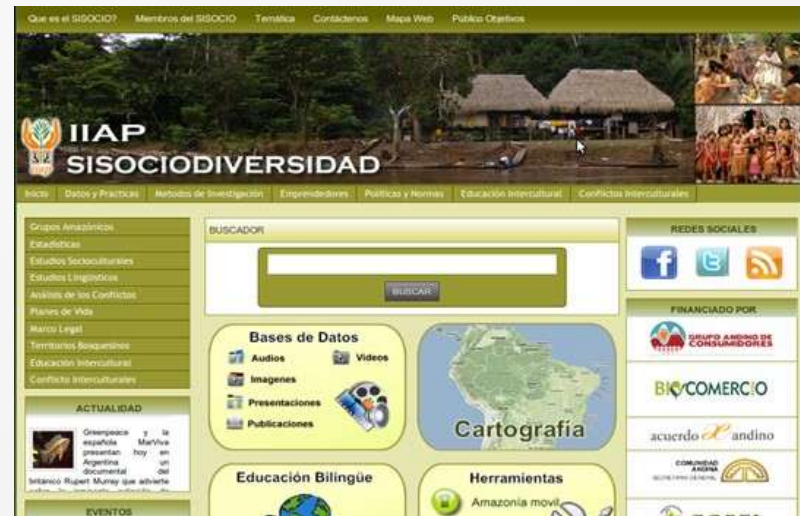 Que es el SISOCIO? Miembros del SISOCIO Temática Contáctenos Mapa Web Público Objetivos
IIAP
SISOCIODIVERSIDAD
Inicio Datos y Practicas Metodos de Investigación Emprendedores Políticas y Normas Educación Intercultural Conflictos Interculturales
Grupos Amazónicos
Estadísticas
Estudios Socioculturales
Estudios Lingüísticos
Análisis de los Conflictos
Planes de Vida
Marco Legal
Territorios Bosquesinos
Educación Intercultural
Conflicto Interculturales
ACTUALIDAD
Greenpeace y la
española MarViva
presentan hoy en
Argentina un
documental del
británico Rupert Murray que advierte
EVENTOS
BUSCADOR
BUSCAR
Bases de Datos
Audios Videos
Imagenes
Presentaciones
Publicaciones
Cartografía
Educación Bilingüe
Herramientas
Amazonía movil
REDES SOCIALES
FINANCIADO POR
GRUPO ANDINO DE
CONSUMIDORES
BIOCOMERCIO
acuerdo andino
COMUNIDAD
ANDINA
SECRETARIA GENERAL